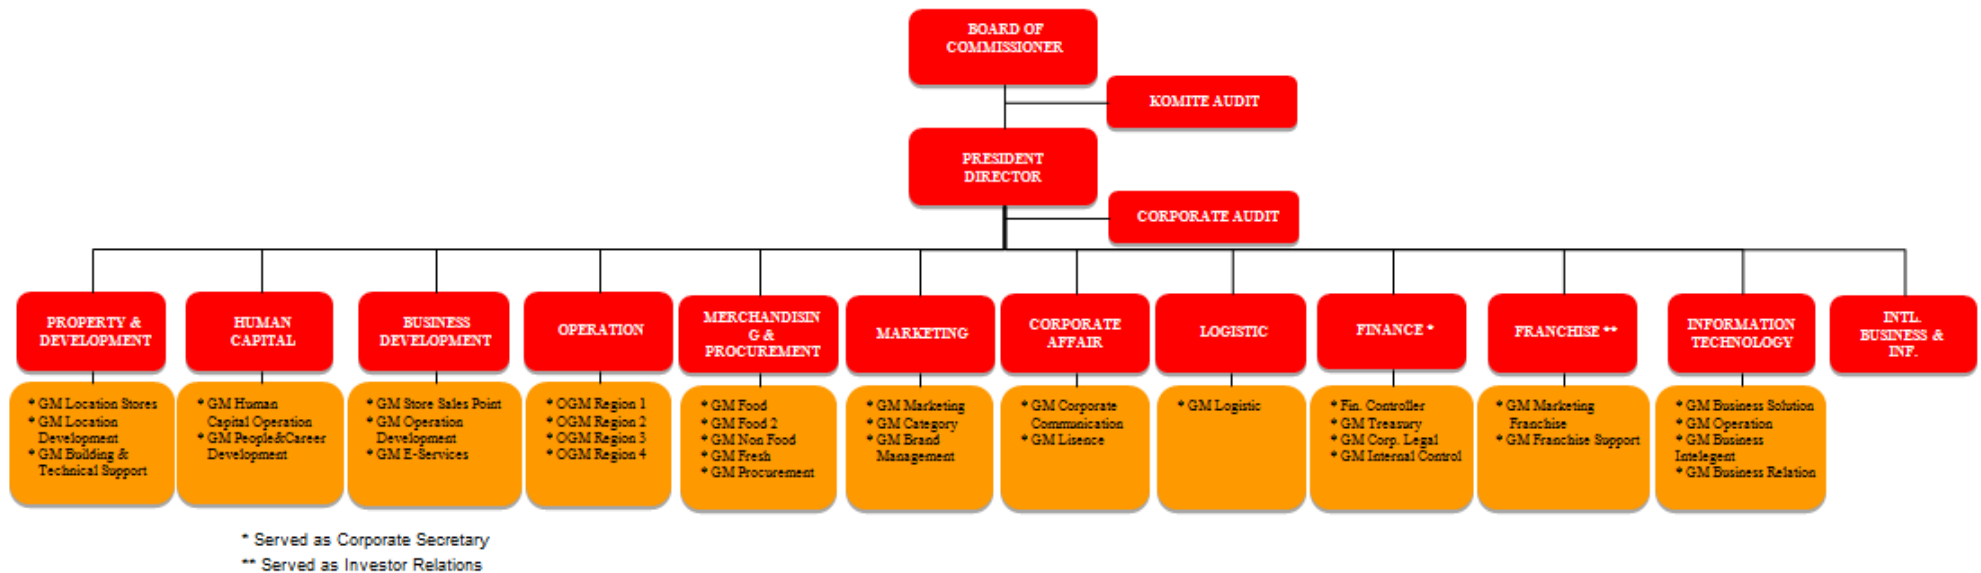 BOARD OF
COMMISSIONER
KOMITE AUDIT
PRESIDENT
DIRECTOR
CORPORATE AUDIT
PROPERTY &
DEVELOPMENT
HUMAN
CAPITAL
BUSINESS
DEVELOPMENT
OPERATION
MERCHANDISIN
G &
PROCUREMENT
MARKETING
CORPORATE
AFFAIR
LOGISTIC
FINANCE *
FRANCHISE **
INFORMATION
TECHNOLOGY
INTL.
BUSINESS &
INF.
* GM Location Stores
* GM Location
Development
* GM Building &
Technical Support
* GM Human
Capital Operation
* GM People&Career
Development
* GM Store Sales Point
* GM Operation
Development
* GM E-Services
* OGM Region 1
* OGM Region 2
* OGM Region 3
* OGM Region 4
* GM Food
* GM Food 2
* GM Non Food
* GM Fresh
* GM Procurement
* GM Marketing
* GM Category
* GM Brand
Management
* GM Corporate
Communication
* GM Lisence
* GM Logistic
* Fin. Controller
* GM Treasury
* GM Corp. Legal
* GM Internal Control
* GM Marketing
Franchise
* GM Franchise Support
* GM Business Solution
* GM Operation
* GM Business
Intelegent
* GM Business Relation
* Served as Corporate Secretary
** Served as Investor Relations